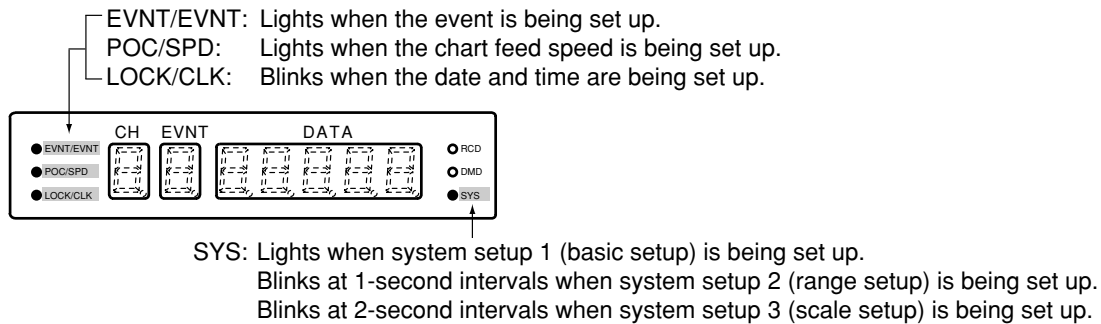 EVNT/EVNT: Lights when the event is being set up.
POC/SPD: Lights when the chart feed speed is being set up.
LOCK/CLK: Blinks when the date and time are being set up.
CH EVNT DATA
EVNT/EVNT
POC/SPD
LOCK/CLK
RCD
DMD
SYS
SYS: Lights when system setup 1 (basic setup) is being set up.
Blinks at 1-second intervals when system setup 2 (range setup) is being set up.
Blinks at 2-second intervals when system setup 3 (scale setup) is being set up.